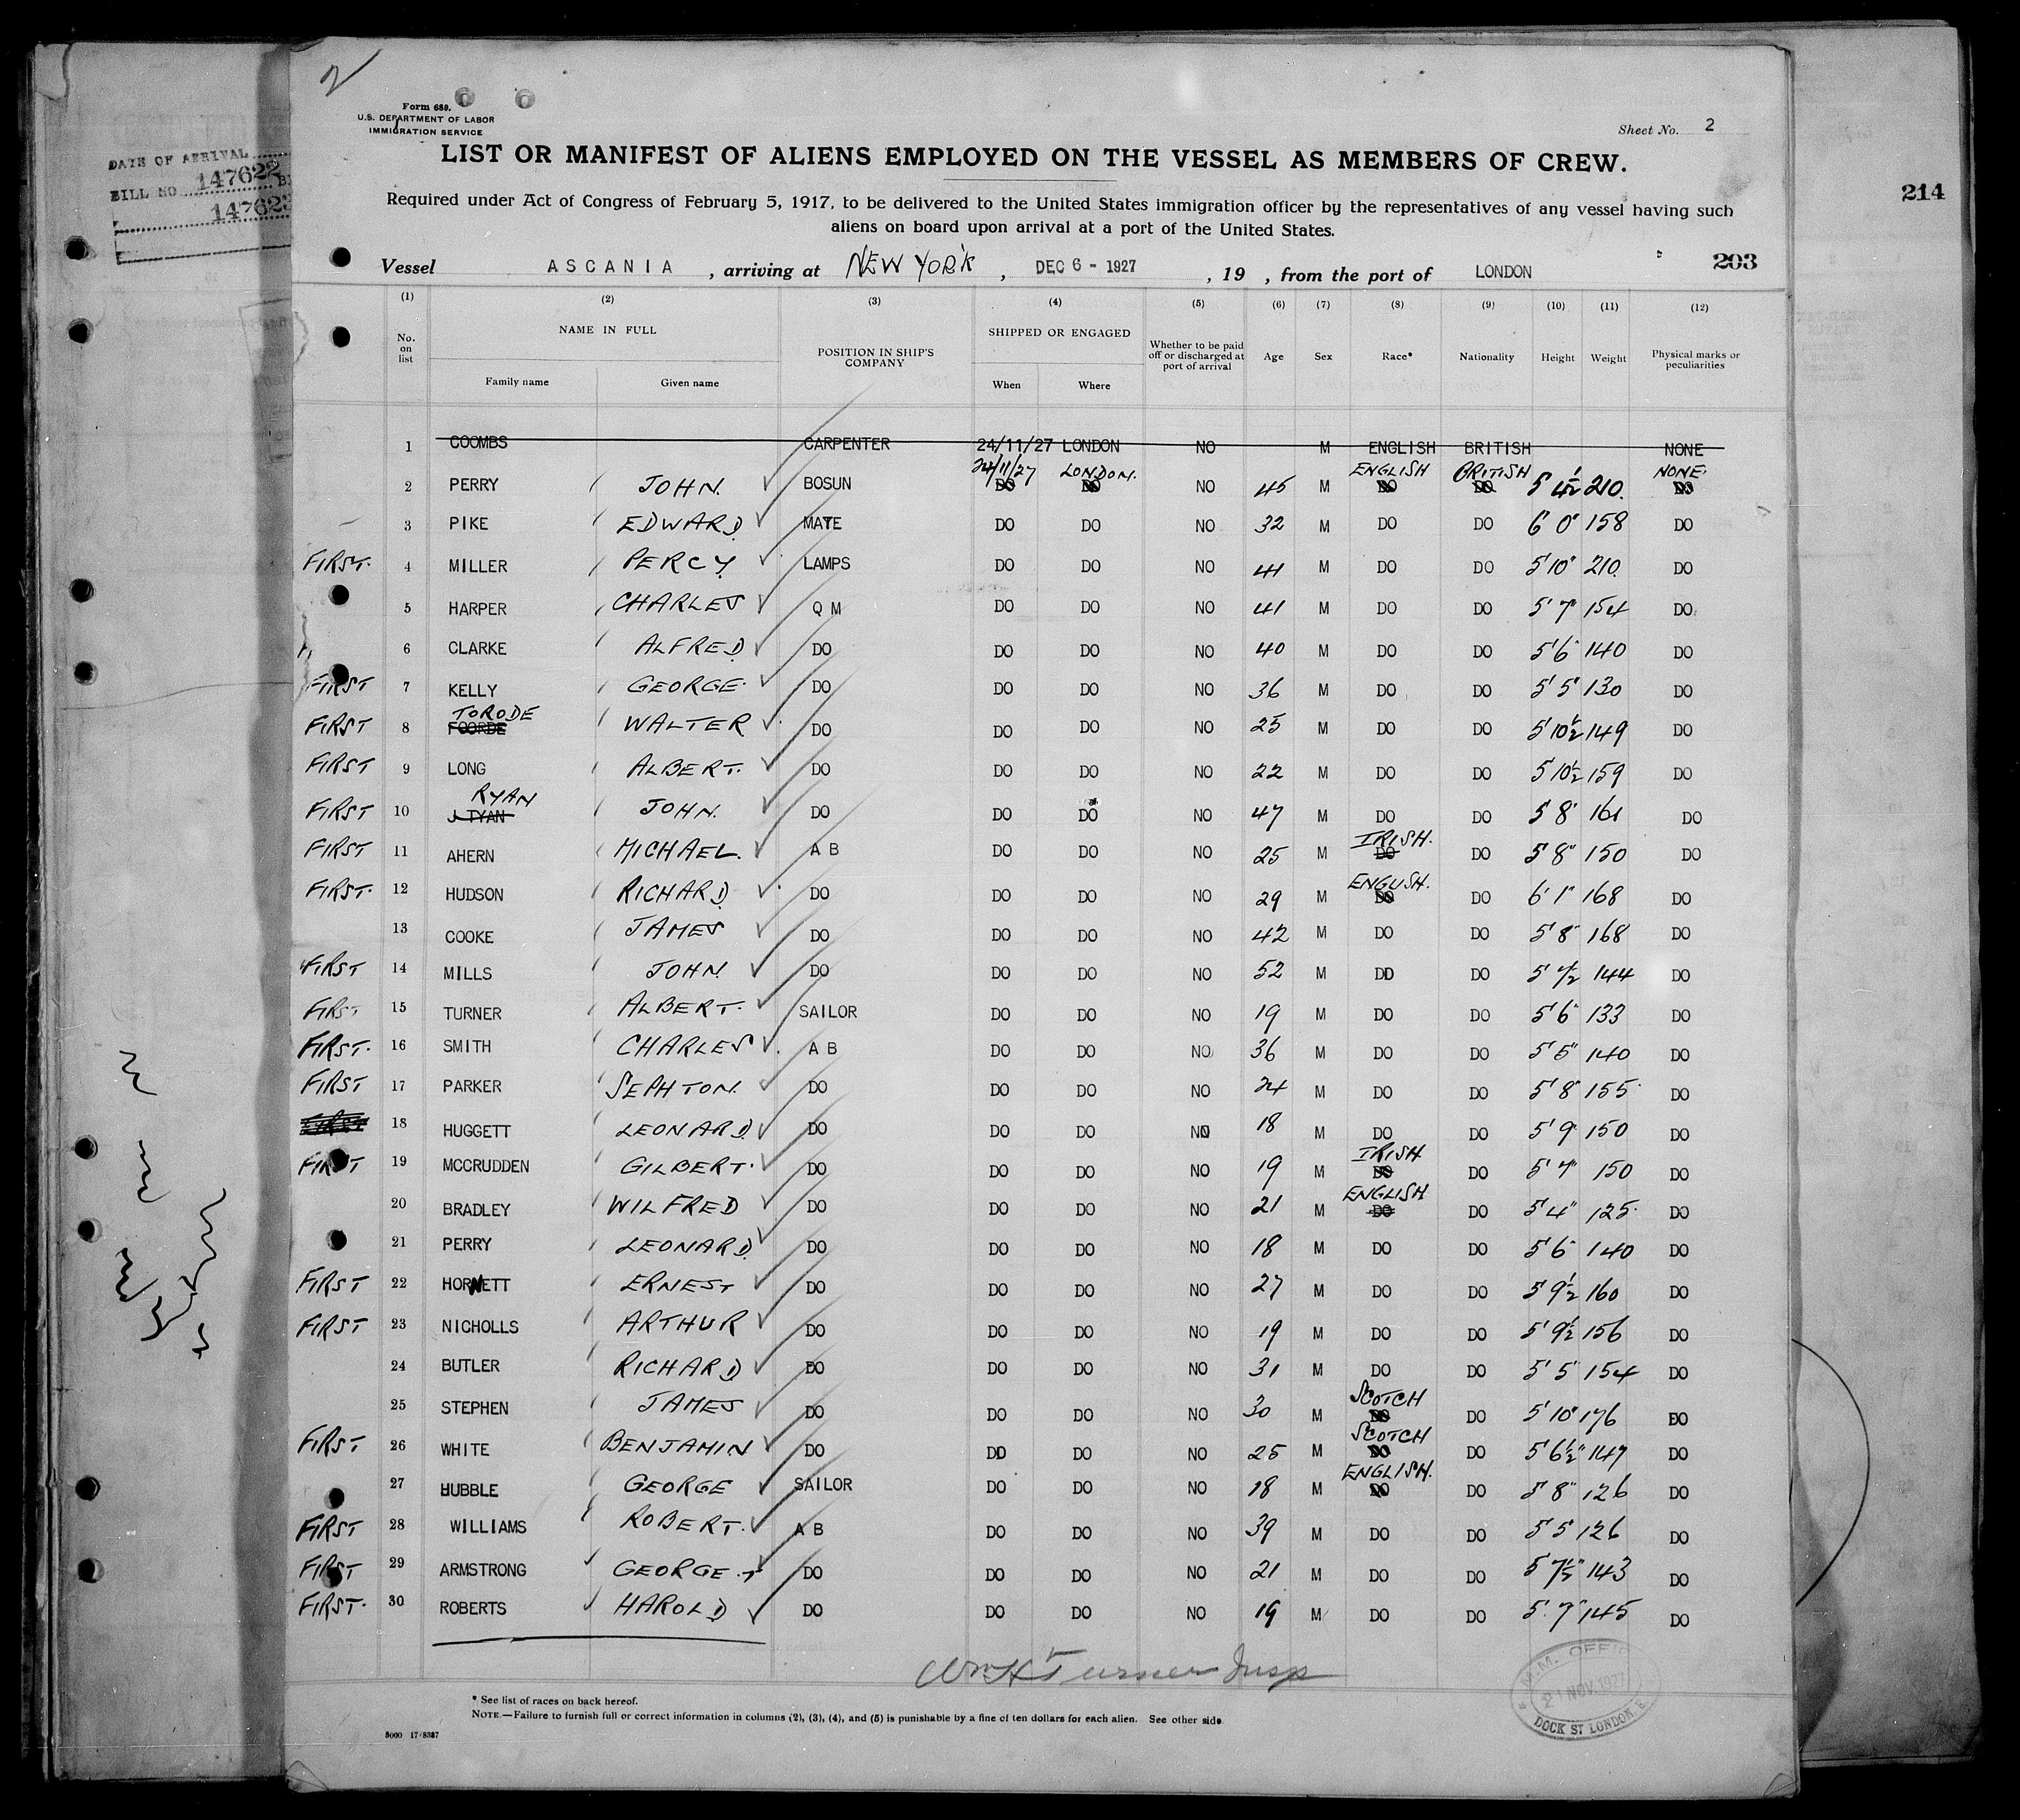 2
Form 680.
U.S. DEPARTMENT OF LABOR
IMMIGRATION SERVICE
Sheet No. 2
DATE OF ARRIVAL
BILL NO 147622
147623
LIST OR MANIFEST OF ALIENS EMPLOYED ON THE VESSEL AS MEMBERS OF CREW.
214
Required under Act of Congress of February 5, 1917, to be delivered to the United States immigration officer by the representatives of any vessel having such
aliens on board upon arrival at a port of the United States.
203
Vessel ASCANIA, arriving at NEW YORK, DEC 6 - 1927, 19 , from the port of LONDON
(1) (2) (3) (4) (5) (6) (7) (8) (9) (10) (11) (12)
No. on list NAME IN FULL Family name Given name POSITION IN SHIP'S COMPANY SHIPPED OR ENGAGED When Where Whether to be paid off or discharged at port of arrival Age Sex Race* Nationality Height Weight Physical marks or peculiarities
1 COOMBS CARPENTER 24/11/27 LONDON NO M ENGLISH BRITISH NONE
24/11/27 LONDON. ENGLISH BRITISH NONE.
2 PERRY JOHN. BOSUN DO DO NO 45 M DO DO 5' 4½ 210. DO
3 PIKE EDWARD MATE DO DO NO 32 M DO DO 6' 0" 158 DO
FIRST. 4 MILLER PERCY. LAMPS DO DO NO 41 M DO DO 5'10" 210. DO
5 HARPER CHARLES Q M DO DO NO 41 M DO DO 5'7" 154 DO
6 CLARKE ALFRED DO DO DO NO 40 M DO DO 5'6 140 DO
FIRST 7 KELLY GEORGE. DO DO DO NO 36 M DO DO 5'5" 130 DO
TORODE
FIRST 8 FOORDE WALTER DO DO DO NO 25 M DO DO 5'10½ 149 DO
FIRST 9 LONG ALBERT. DO DO DO NO 22 M DO DO 5'10½ 159 DO
RYAN
FIRST 10 J TYAN JOHN. DO DO DO NO 47 M DO DO 5'8 161 DO
IRISH.
FIRST 11 AHERN MICHAEL. A B DO DO NO 25 M DO DO 5'8" 150 DO
ENGLISH.
FIRST. 12 HUDSON RICHARD DO DO DO NO 29 M DO DO 6'1" 168 DO
13 COOKE JAMES DO DO DO NO 42 M DO DO 5'8" 168 DO
FIRST 14 MILLS JOHN DO DO DO NO 52 M DO DO 5' 144 DO
FIRST 15 TURNER ALBERT. SAILOR DO DO NO 19 M DO DO 5'6" 133 DO
FIRST. 16 SMITH CHARLES A B DO DO NO 36 M DO DO 5'5" 140 DO
FIRST 17 PARKER SEPHTON. DO DO DO NO 24 M DO DO 5'8" 155 DO
FIRST 18 HUGGETT LEONARD DO DO DO NO 18 M DO DO 5'9 150 DO
IRISH
FIRST 19 MCCRUDDEN GILBERT. DO DO DO NO 19 M DO DO 5'7" 150 DO
ENGLISH
20 BRADLEY WILFRED DO DO DO NO 21 M DO DO 5'4" 125 DO
21 PERRY LEONARD DO DO DO NO 18 M DO DO 5'6 140 DO
FIRST 22 HORNETT ERNEST DO DO DO NO 27 M DO DO 5'9½ 160 DO
FIRST 23 NICHOLLS ARTHUR DO DO DO NO 19 M DO DO 5'9½ 156 DO
24 BUTLER RICHARD DO DO DO NO 31 M DO DO 5'5 154 DO
SCOTCH
25 STEPHEN JAMES DO DO DO NO 30 M DO DO 5'10" 176 DO
SCOTCH
FIRST 26 WHITE BENJAMIN DO DO DO NO 25 M DO DO 5'6½" 147 DO
ENGLISH.
27 HUBBLE GEORGE SAILOR DO DO NO 18 M DO DO 5'8" 126 DO
FIRST 28 WILLIAMS ROBERT. A B DO DO NO 39 M DO DO 5'5 126 DO
FIRST 29 ARMSTRONG GEORGE. DO DO DO NO 21 M DO DO 5'7½" 143 DO
FIRST. 30 ROBERTS HAROLD DO DO DO NO 19 M DO DO 5'7" 145 DO
Wm H Turner Insp
M.M. OFFICE
21 NOV.1927
DOCK ST LONDON E
* See list of races on back hereof.
NOTE.—Failure to furnish full or correct information in columns (2), (3), (4), and (5) is punishable by a fine of ten dollars for each alien. See other side.
5000 17-8327